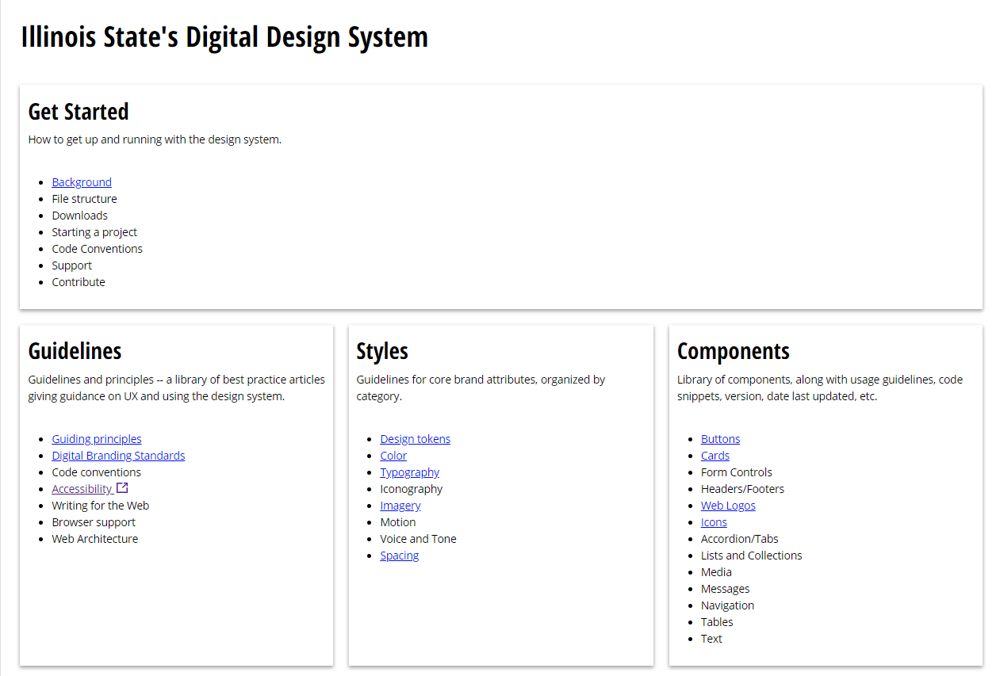 Illinois State's Digital Design System
Get Started
How to get up and running with the design system.
Background
File structure
Downloads
Starting a project
Code Conventions
Support
Contribute
Guidelines
Guidelines and principles -- a library of best practice articles
giving guidance on UX and using the design system.
Guiding principles
Digital Branding Standards
Code conventions
Accessibility
Writing for the Web
Browser support
Web Architecture
Styles
Guidelines for core brand attributes, organized by
category.
Design tokens
Color
Typography
Iconography
Imagery
Motion
Voice and Tone
Spacing
Components
Library of components, along with usage guidelines, code
snippets, version, date last updated, etc.
Buttons
Cards
Form Controls
Headers/Footers
Web Logos
Icons
Accordion/Tabs
Lists and Collections
Media
Messages
Navigation
Tables
Text